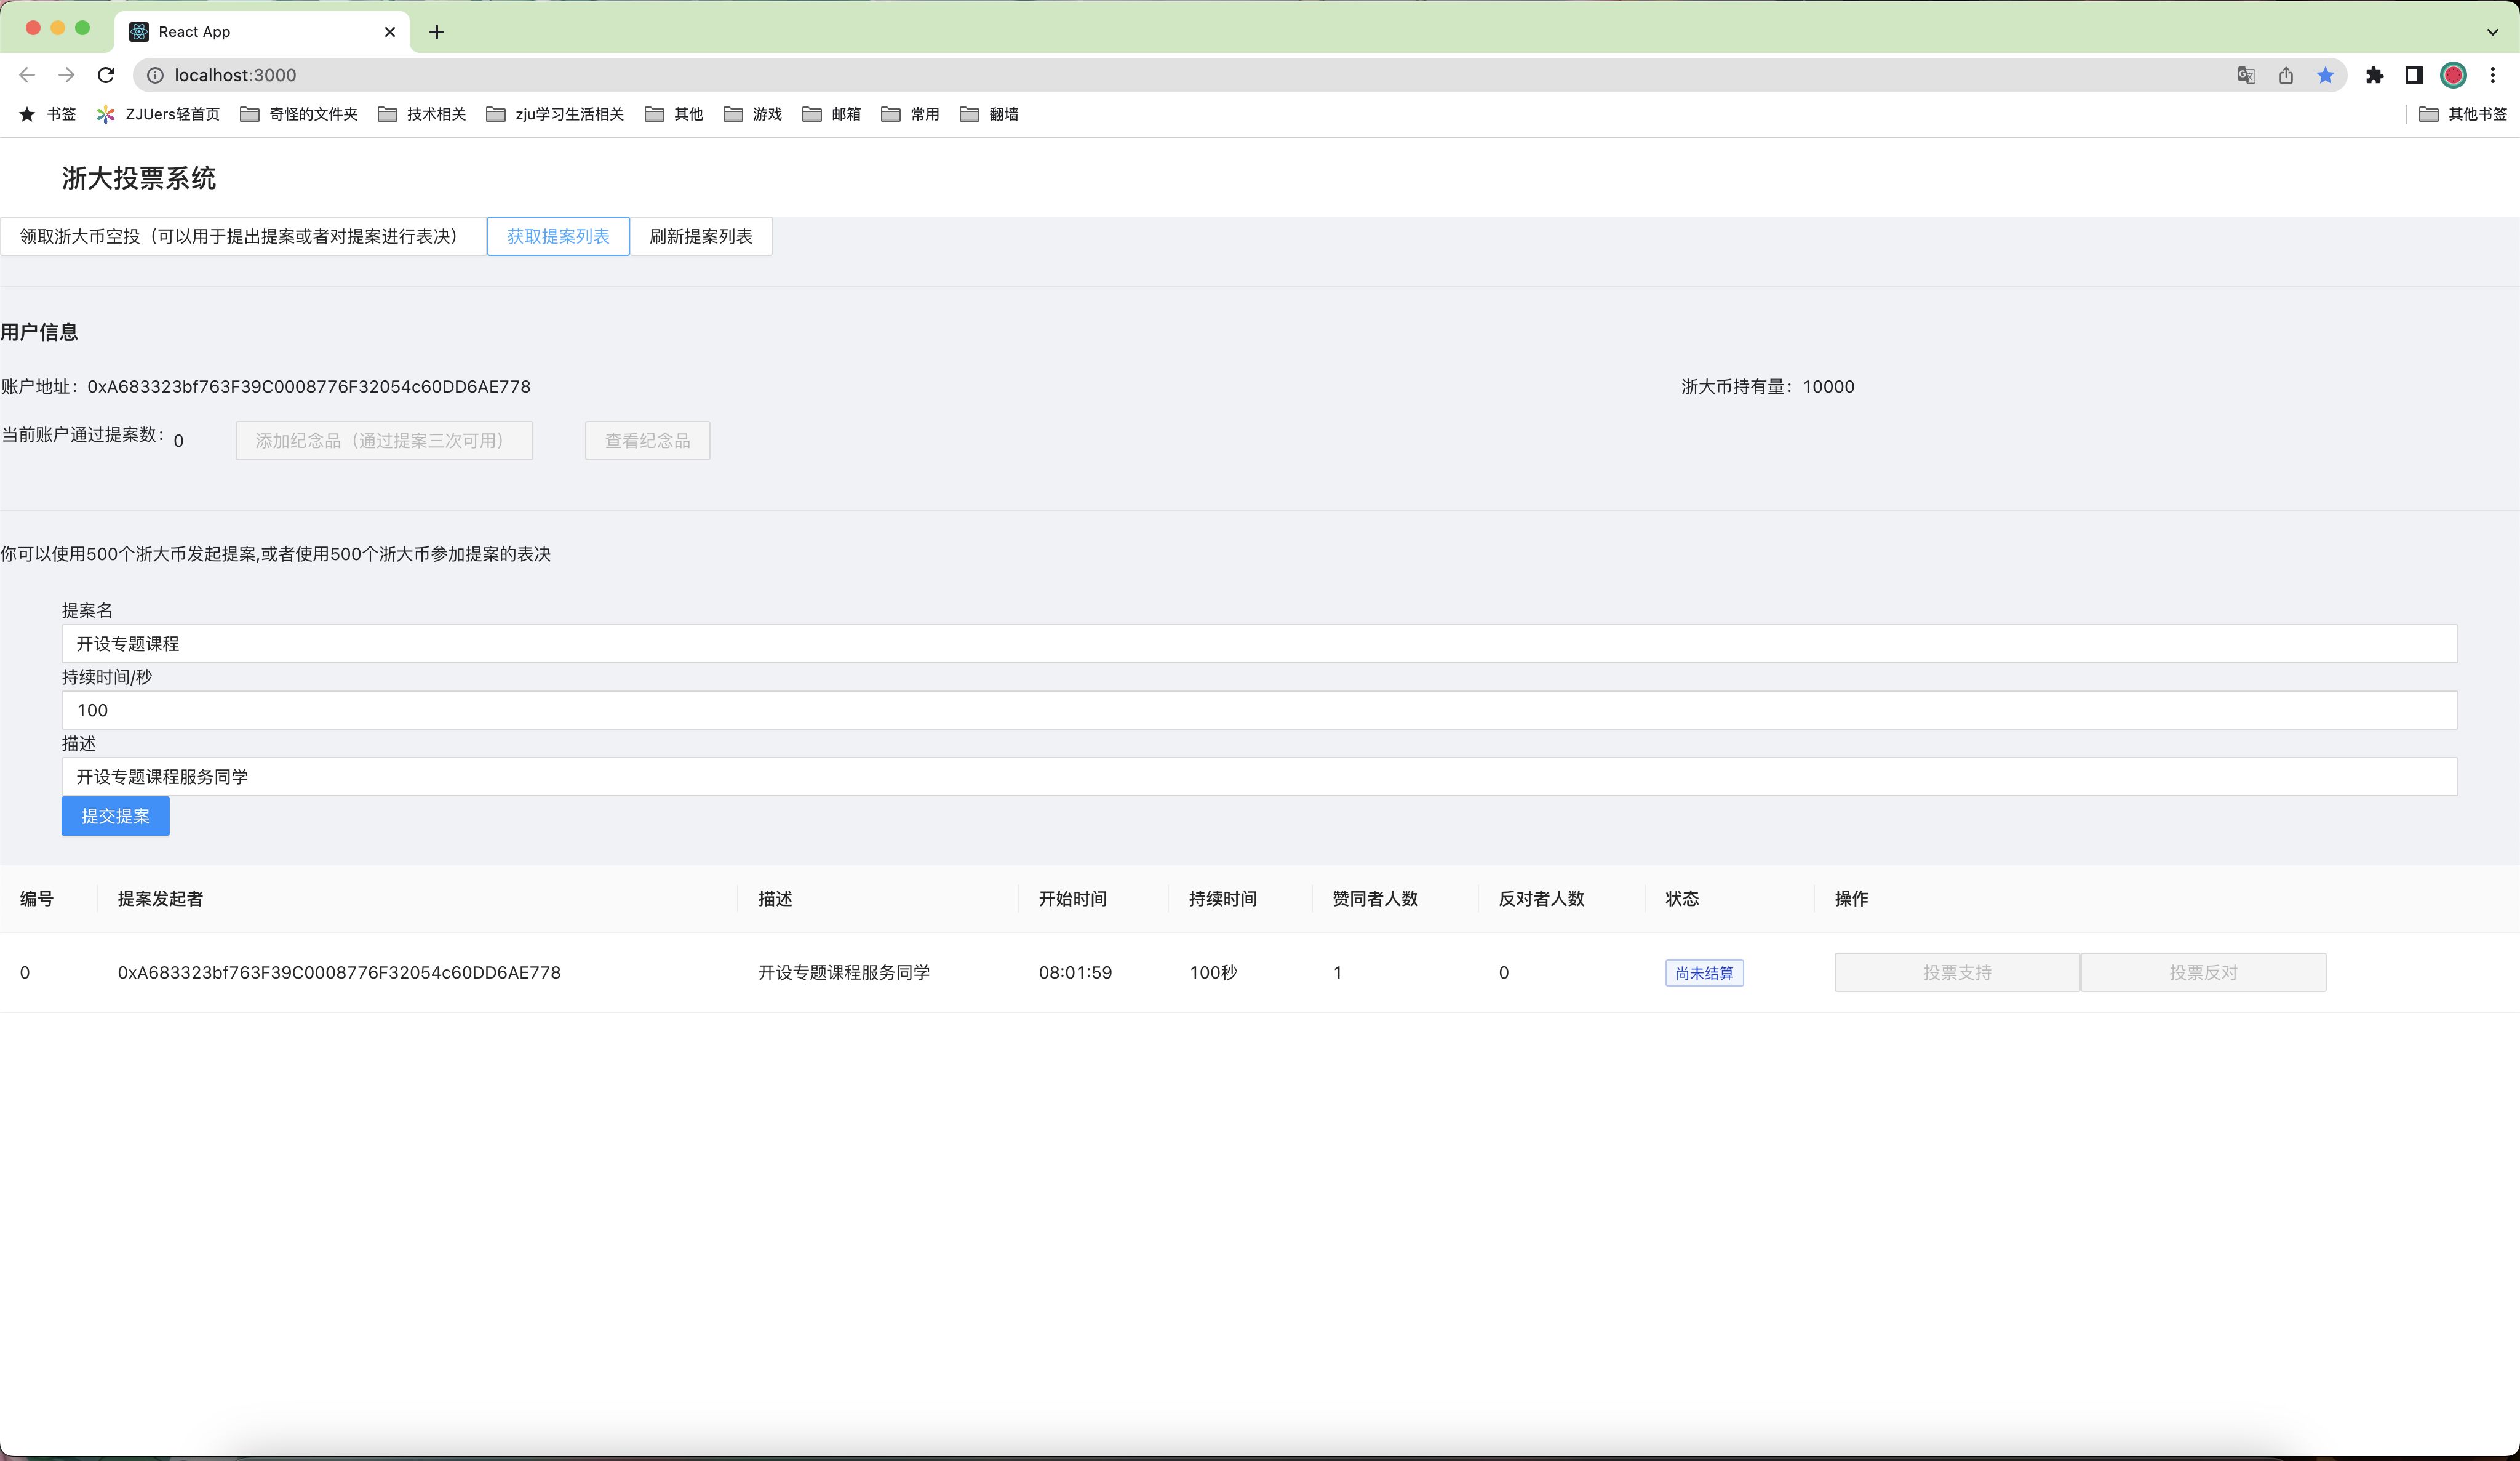 React App
localhost:3000
书签 ZJUers轻首页 奇怪的文件夹 技术相关 zju学习生活相关 其他 游戏 邮箱 常用 翻墙 其他书签
浙大投票系统
领取浙大币空投（可以用于提出提案或者对提案进行表决） 获取提案列表 刷新提案列表
用户信息
账户地址：0xA683323bf763F39C0008776F32054c60DD6AE778 浙大币持有量：10000
当前账户通过提案数：0 添加纪念品（通过提案三次可用） 查看纪念品
你可以使用500个浙大币发起提案,或者使用500个浙大币参加提案的表决
提案名
开设专题课程
持续时间/秒
100
描述
开设专题课程服务同学
提交提案
编号 提案发起者 描述 开始时间 持续时间 赞同者人数 反对者人数 状态 操作
0 0xA683323bf763F39C0008776F32054c60DD6AE778 开设专题课程服务同学 08:01:59 100秒 1 0 尚未结算 投票支持 投票反对